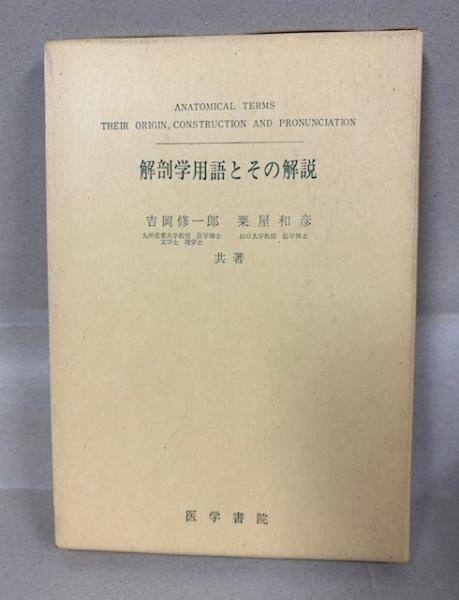 ANATOMICAL TERMS
THEIR ORIGIN, CONSTRUCTION AND PRONUNCIATION
解剖学用語とその解説
吉岡修一郎 粟屋和彦
九州産業大学教授 医学博士 山口大学教授 医学博士
文学士 理学士
共著
医学書院